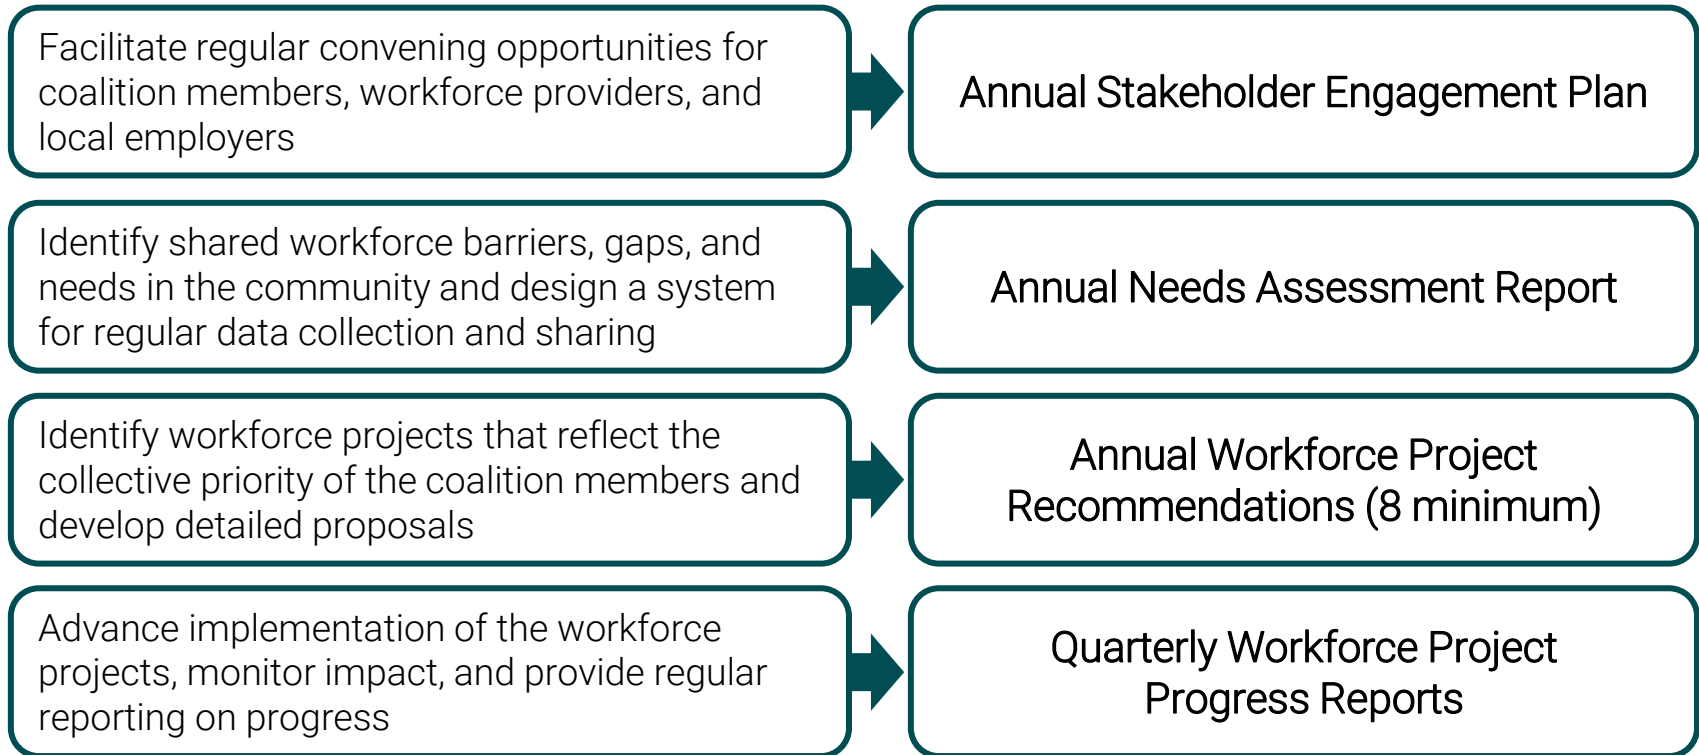 Facilitate regular convening opportunities for
coalition members, workforce providers, and
local employers
Annual Stakeholder Engagement Plan
Identify shared workforce barriers, gaps, and
needs in the community and design a system
for regular data collection and sharing
Annual Needs Assessment Report
Identify workforce projects that reflect the
collective priority of the coalition members and
develop detailed proposals
Annual Workforce Project
Recommendations (8 minimum)
Advance implementation of the workforce
projects, monitor impact, and provide regular
reporting on progress
Quarterly Workforce Project
Progress Reports